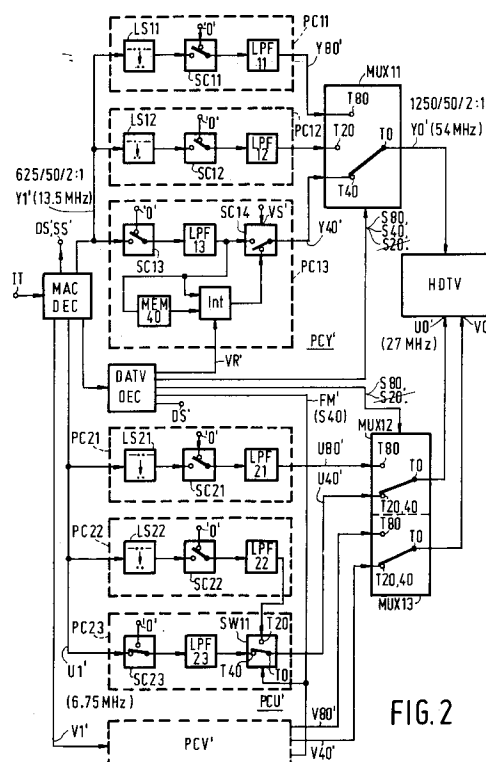 LS11
'0'
PC11
LPF 11
SC11
Y80'
MUX11
LS12
'0'
PC12
LPF 12
SC12
T80
T20
T0
T40
1250/50/2:1
Y0' (54 MHz)
625/50/2:1
Y1' (13.5 MHz)
DS', SS'
'0'
LPF 13
SC13
SC14
VS'
Y40'
PC13
S80,
S40,
S20'
MEM 40
Int
PCY'
IT
MAC DEC
HDTV
U0'
(27 MHz)
VR'
DATV DEC
DS'
FM'
(S40)
S80,
S20'
MUX12
PC21
LS21
'0'
LPF 21
SC21
U80'
U40'
T80
T0
T20,40
T80
T0
T20,40
MUX13
PC22
LS22
'0'
LPF 22
SC22
PC23
'0'
LPF 23
SC23
SW11
T20
T40
T0
PCU'
U1'
(6.75 MHz)
V1'
PCV'
V80'
V40'
FIG. 2